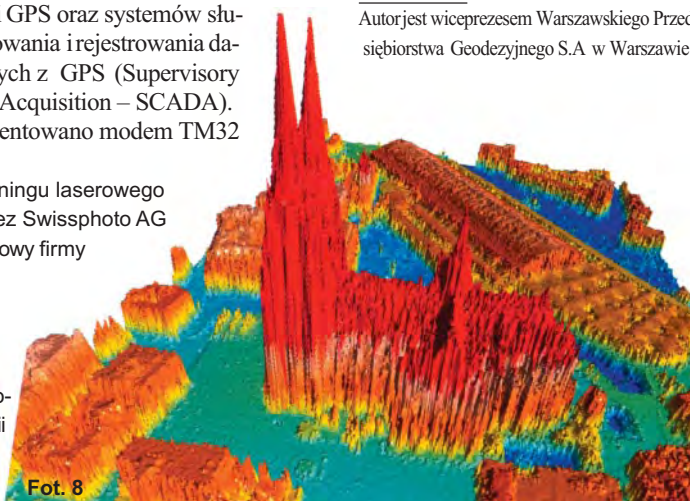 i GPS oraz systemów słu-
owania i rejestrowania da-
ych z GPS (Supervisory
Acquisition – SCADA).
entowano modem TM32
ningu laserowego
ez Swissphoto AG
owy firmy
o-
ii
Fot. 8
Autor jest wiceprezesem Warszawskiego Przed
siębiorstwa Geodezyjnego S.A w Warszawie